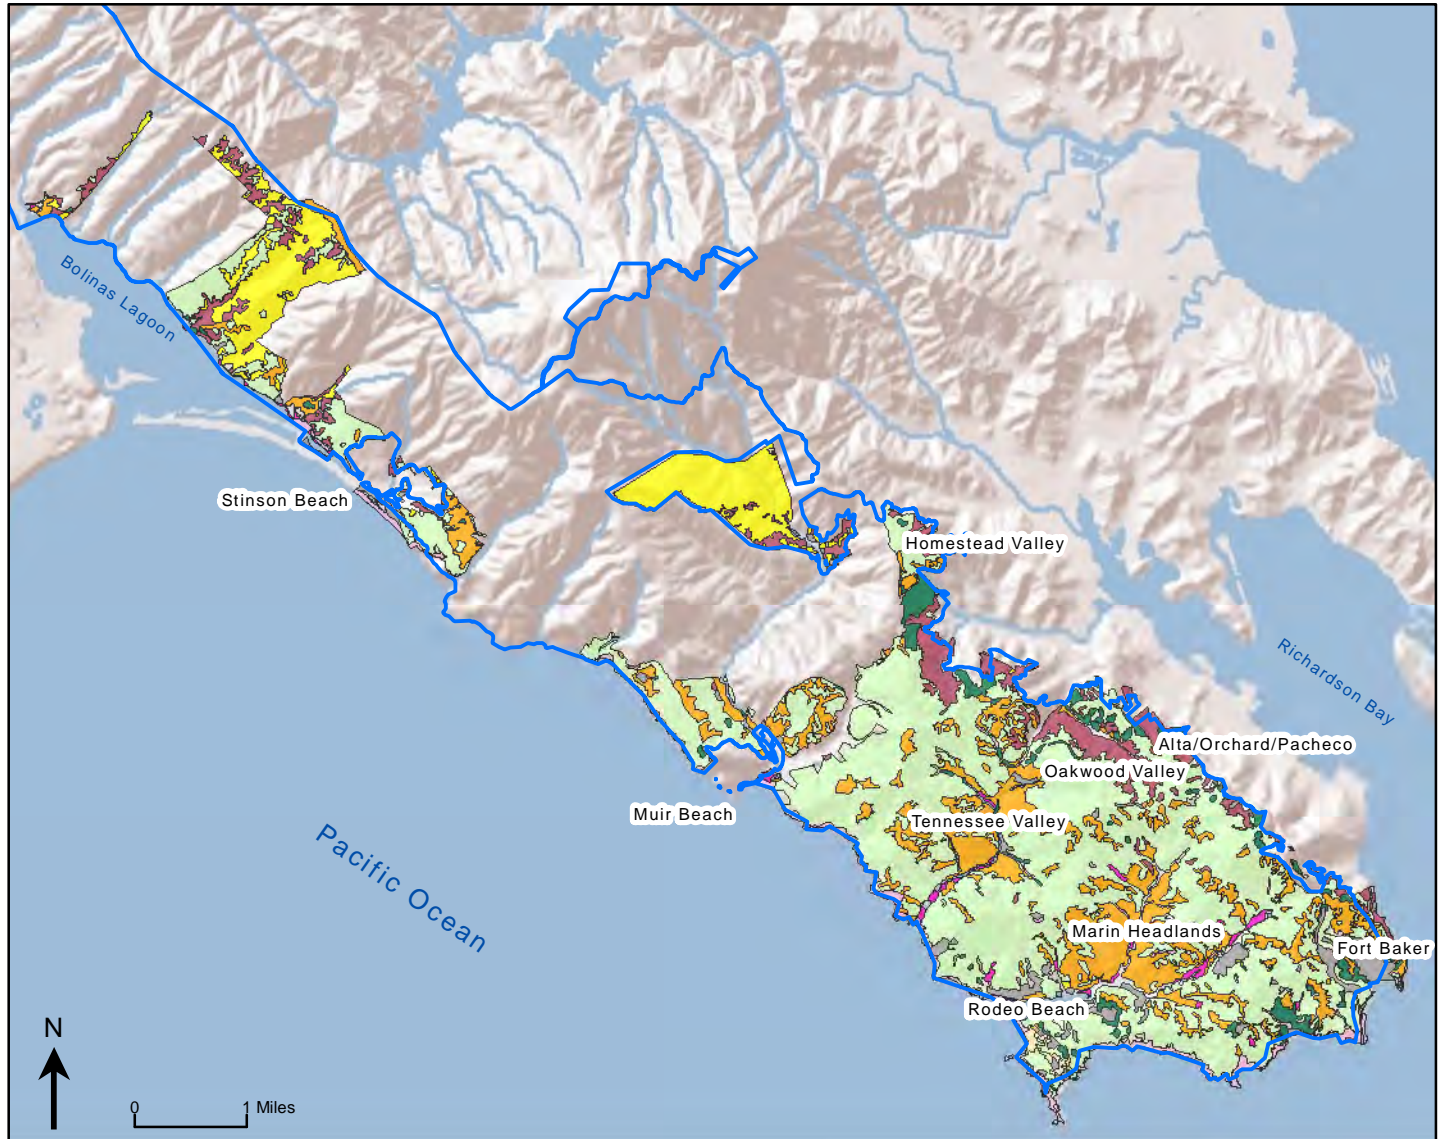 Bolinas Lagoon
Stinson Beach
Homestead Valley
Richardson Bay
Alta/Orchard/Pacheco
Oakwood Valley
Muir Beach
Tennessee Valley
Pacific Ocean
Marin Headlands
Fort Baker
Rodeo Beach
N
0 1 Miles